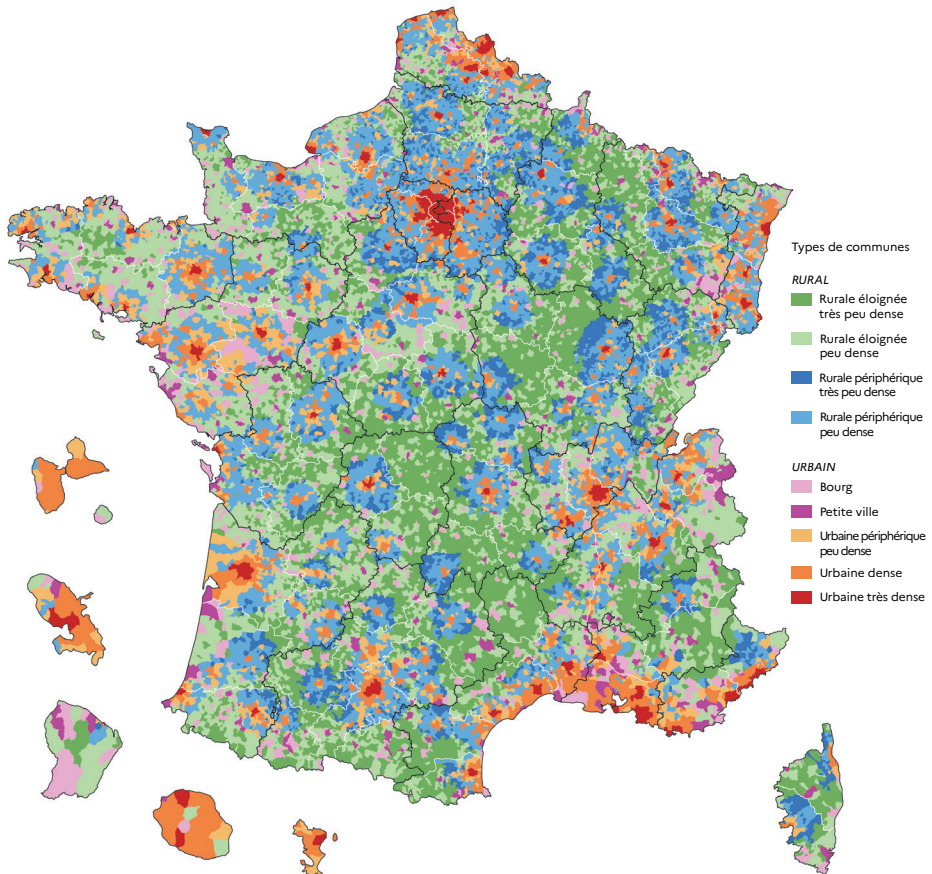 Types de communes
RURAL
Rurale éloignée
très peu dense
Rurale éloignée
peu dense
Rurale périphérique
très peu dense
Rurale périphérique
peu dense
URBAIN
Bourg
Petite ville
Urbaine périphérique
peu dense
Urbaine dense
Urbaine très dense